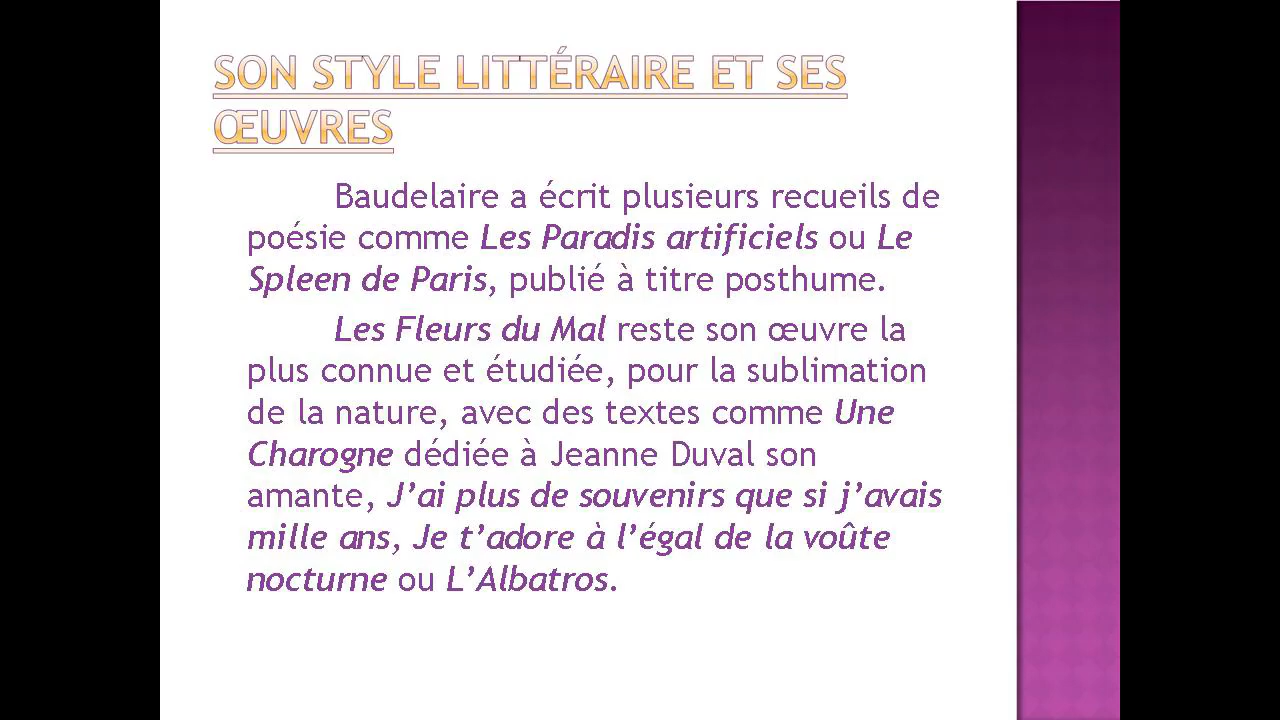 SON STYLE LITTÉRAIRE ET SES
ŒUVRES
Baudelaire a écrit plusieurs recueils de
poésie comme Les Paradis artificiels ou Le
Spleen de Paris, publié à titre posthume.
Les Fleurs du Mal reste son œuvre la
plus connue et étudiée, pour la sublimation
de la nature, avec des textes comme Une
Charogne dédiée à Jeanne Duval son
amante, J’ai plus de souvenirs que si j’avais
mille ans, Je t’adore à l’égal de la voûte
nocturne ou L’Albatros.